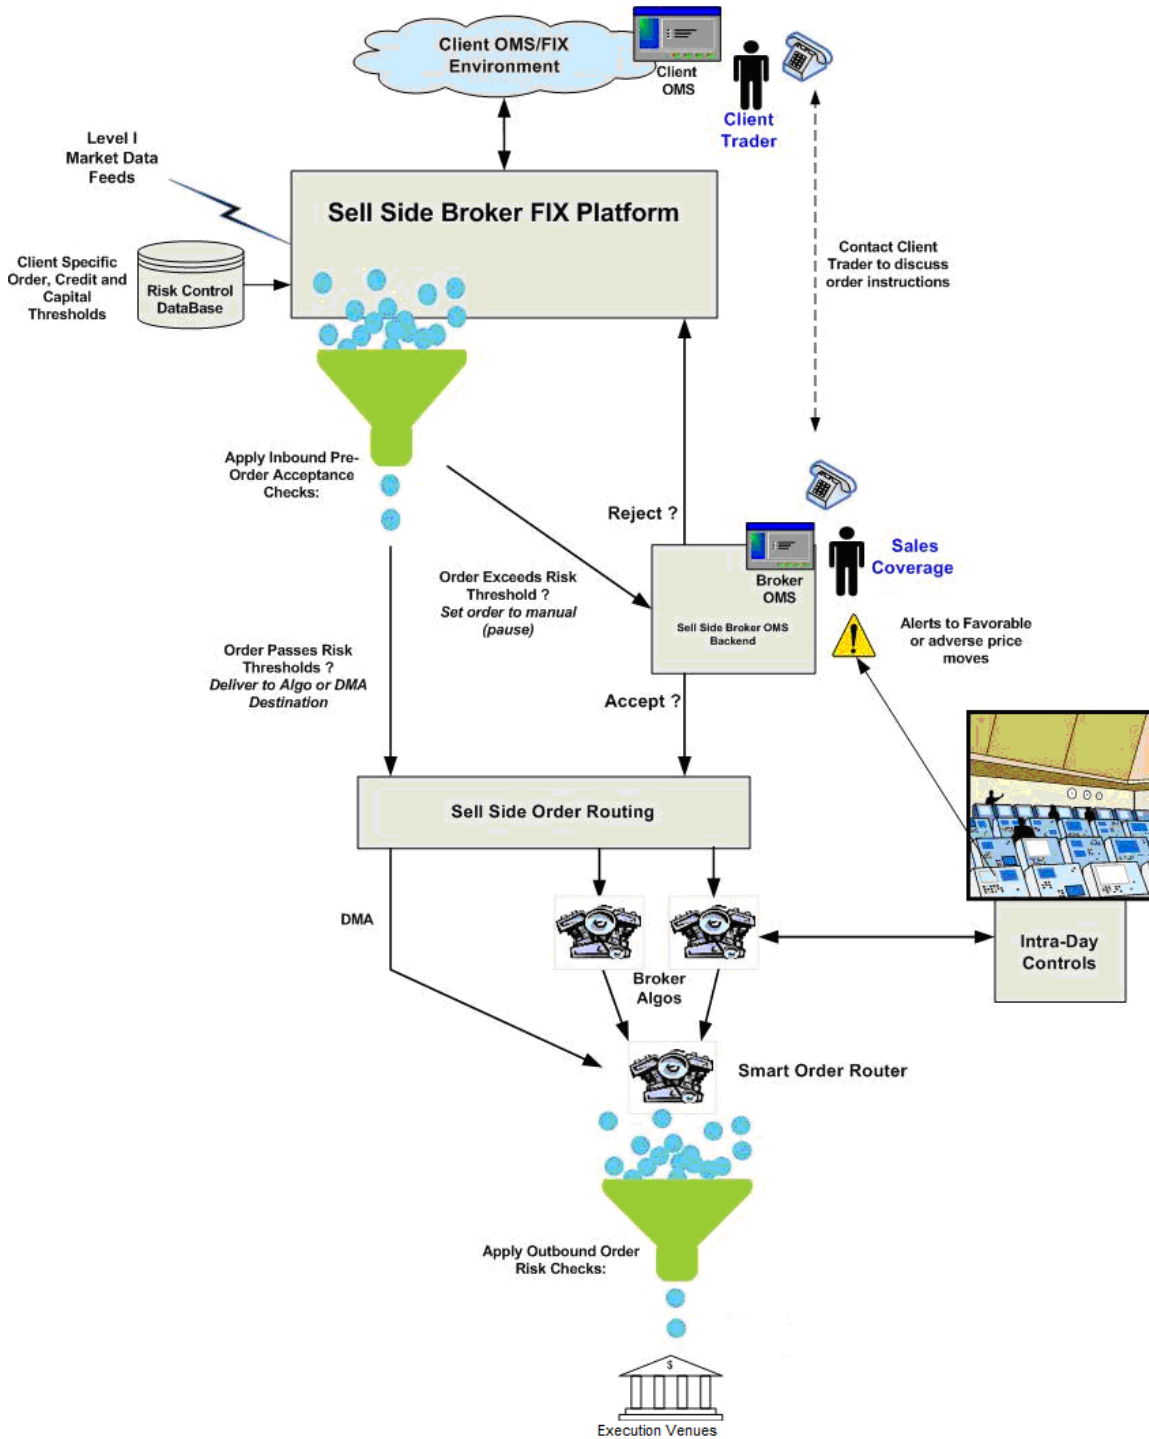 Client OMS/FIX
Environment
Client
OMS
Client
Trader
Level I
Market Data
Feeds
Sell Side Broker FIX Platform
Client Specific
Order, Credit and
Capital
Thresholds
Risk Control
DataBase
Contact Client
Trader to discuss
order instructions
Apply Inbound Pre-
Order Acceptance
Checks:
Reject ?
Sales
Coverage
Broker
OMS
Order Exceeds Risk
Threshold ?
Set order to manual
(pause)
Sell Side Broker OMS
Backend
Alerts to Favorable
or adverse price
moves
Order Passes Risk
Thresholds ?
Deliver to Algo or DMA
Destination
Accept ?
Sell Side Order Routing
DMA
Broker
Algos
Intra-Day
Controls
Smart Order Router
Apply Outbound Order
Risk Checks:
$
Execution Venues